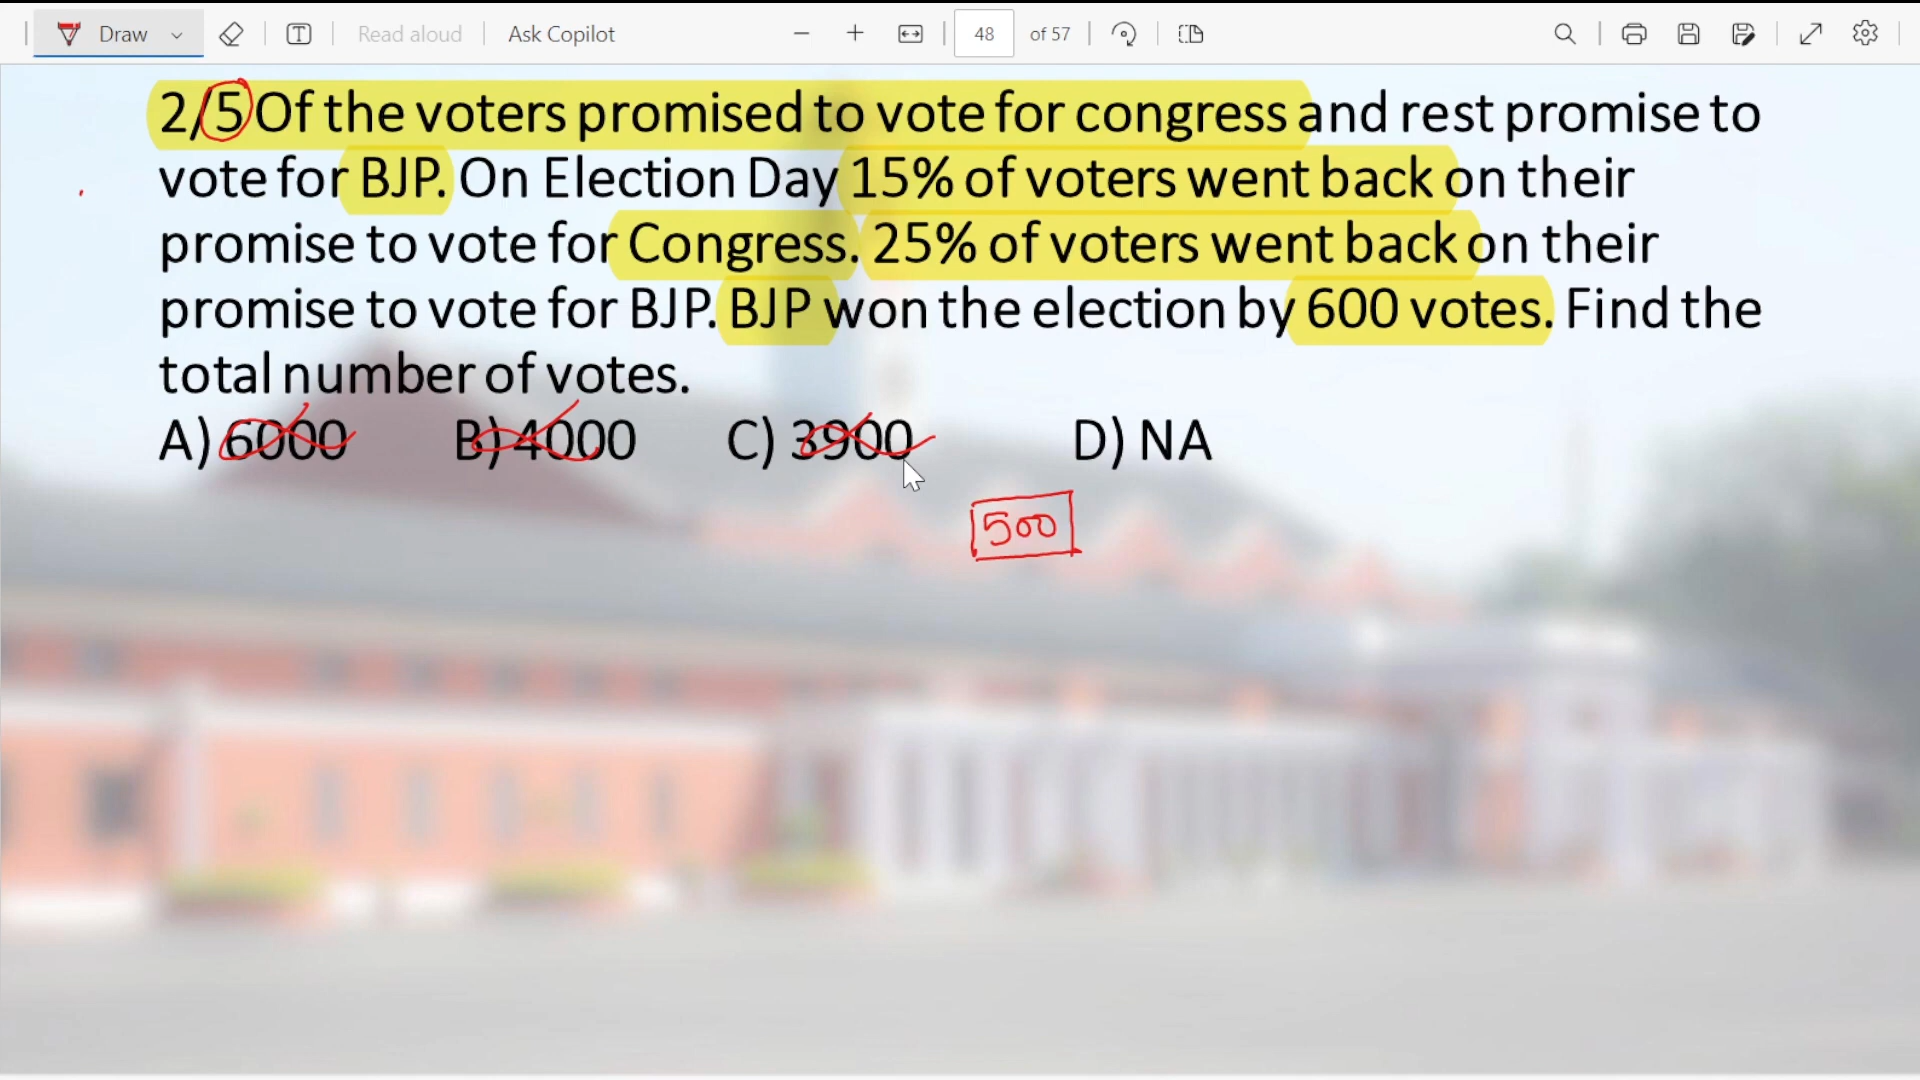 Draw
Read aloud
Ask Copilot
48 of 57
2/5 Of the voters promised to vote for congress and rest promise to
vote for BJP. On Election Day 15% of voters went back on their
promise to vote for Congress. 25% of voters went back on their
promise to vote for BJP. BJP won the election by 600 votes. Find the
total number of votes.
A) 6000 B) 4000 C) 3900 D) NA
500